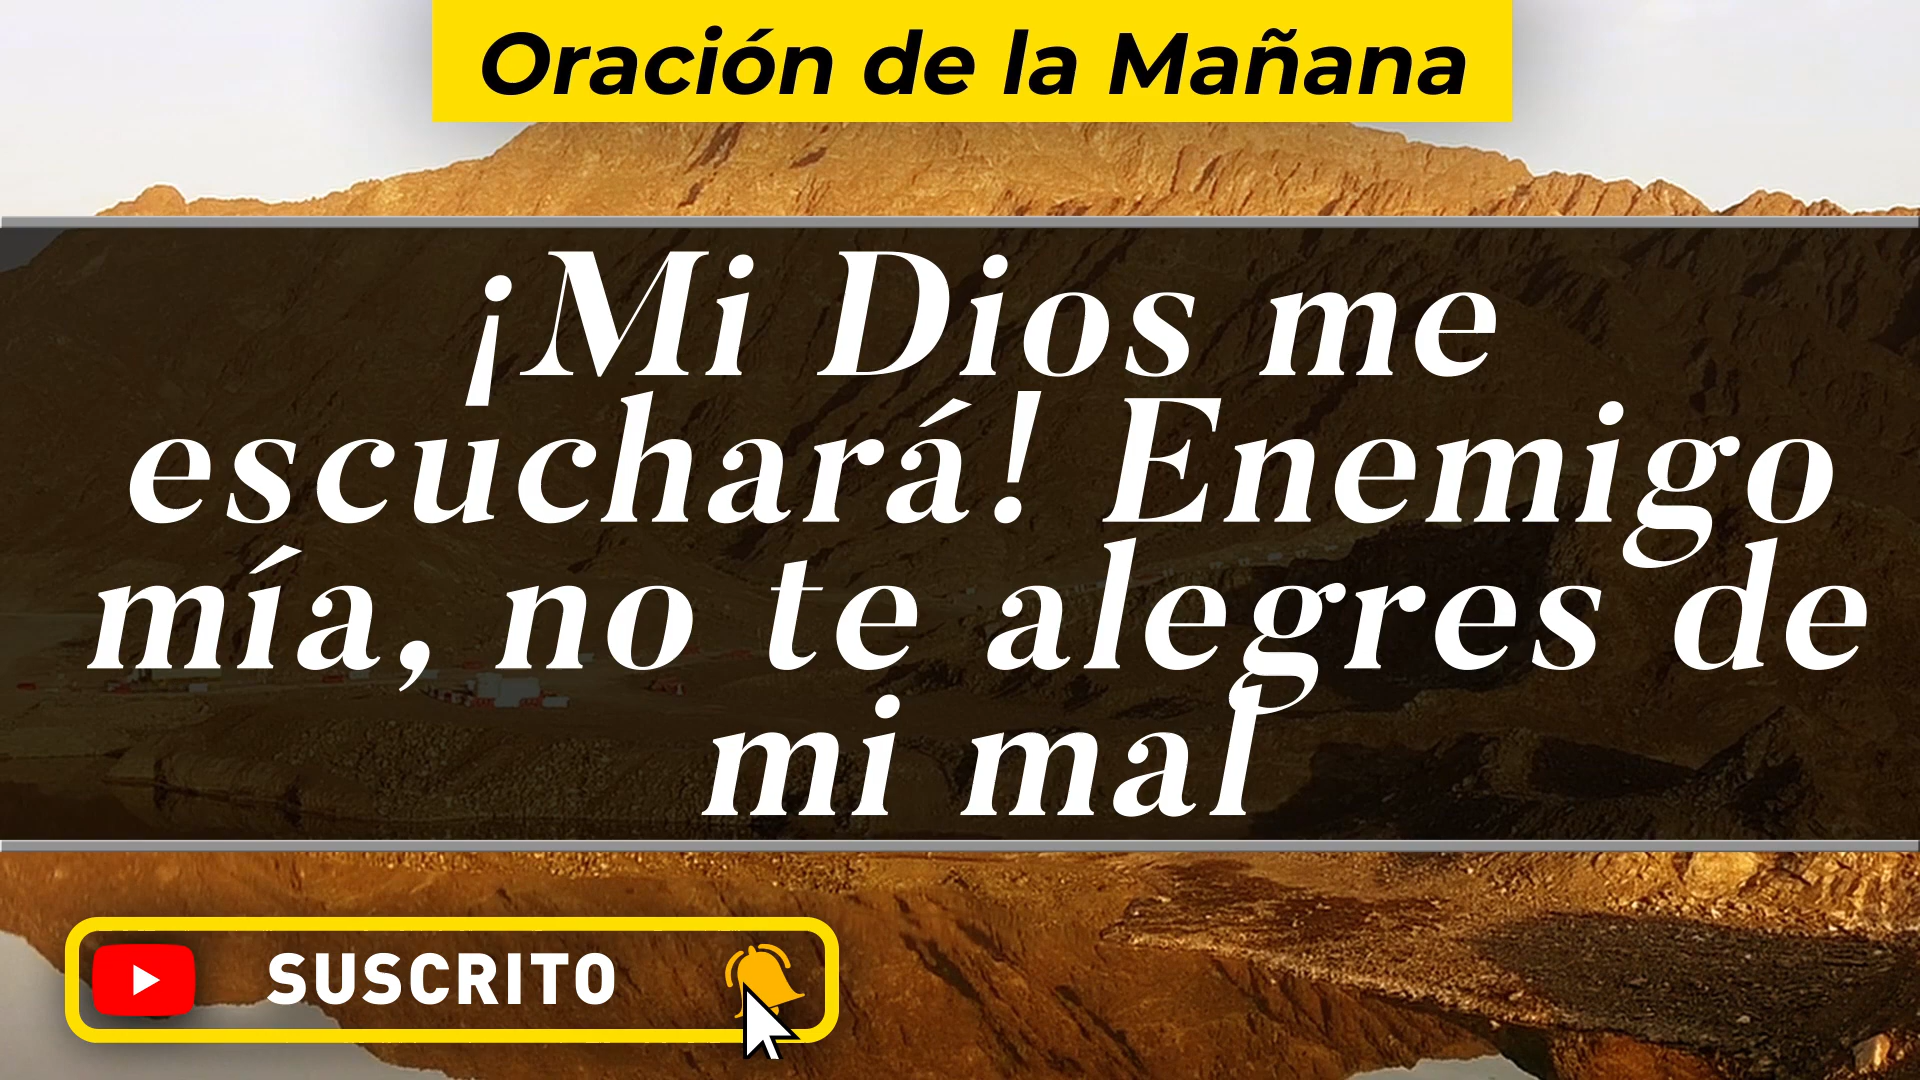 Oración de la Mañana
¡Mi Dios me
escuchará! Enemigo
mía, no te alegres de
mi mal
SUSCRITO